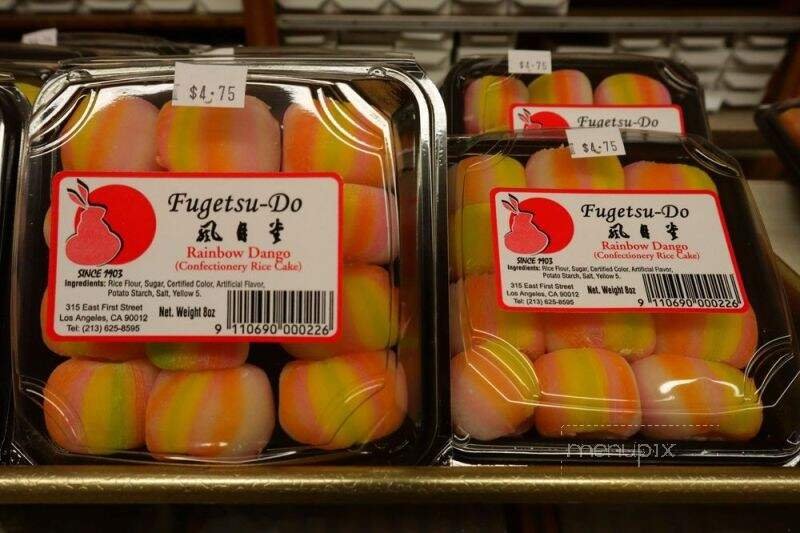 $4.75
Fugetsu-Do
風月堂
Rainbow Dango
(Confectionery Rice Cake)
SINCE 1903
Ingredients: Rice Flour, Sugar, Certified Color, Artificial Flavor,
Potato Starch, Salt, Yellow 5.
315 East First Street
Los Angeles, CA 90012
Tel: (213) 625-8595
Net. Weight 8oz
9 110690 000226
$4.75
Fugetsu-Do
$4.75
Fugetsu-Do
風月堂
Rainbow Dango
(Confectionery Rice Cake)
SINCE 1903
Ingredients: Rice Flour, Sugar, Certified Color, Artificial Flavor,
Potato Starch, Salt, Yellow 5.
315 East First Street
Los Angeles, CA 90012
Tel: (213) 625-8595
Net. Weight 8oz
9 110690 000226
menupix